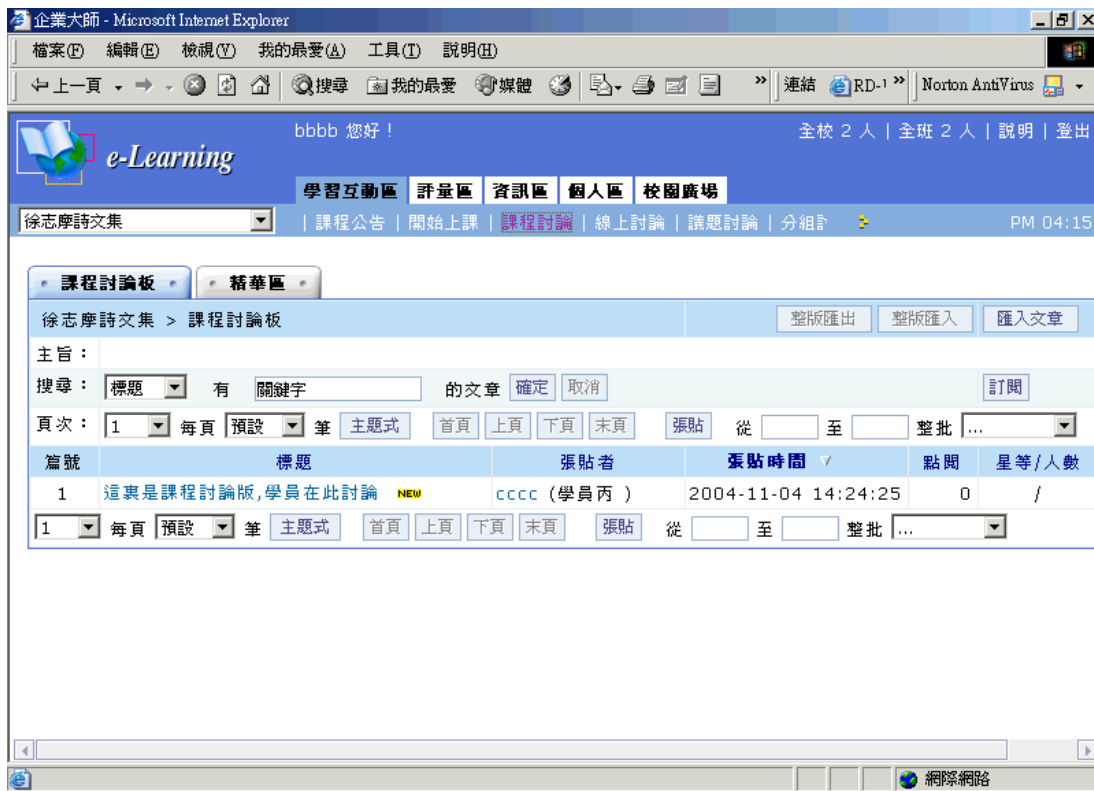 企業大師 - Microsoft Internet Explorer
檔案(F) 編輯(E) 檢視(V) 我的最愛(A) 工具(T) 說明(H)
上一頁 搜尋 我的最愛 媒體 » 連結 RD-1 » Norton AntiVirus
bbbb 您好！ 全校 2 人 | 全班 2 人 | 說明 | 登出
e-Learning
學習互動區 評量區 資訊區 個人區 校園廣場
徐志摩詩文集 | 課程公告 | 開始上課 | 課程討論 | 線上討論 | 議題討論 | 分組 PM 04:15
課程討論板 精華區
徐志摩詩文集 > 課程討論板 整版匯出 整版匯入 匯入文章
主旨：
搜尋： 標題 有 關鍵字 的文章 確定 取消 訂閱
頁次： 1 每頁 預設 筆 主題式 首頁 上頁 下頁 末頁 張貼 從 至 整批 ...
篇號 標題 張貼者 張貼時間 點閱 星等/人數
1 這裏是課程討論版,學員在此討論 NEW cccc (學員丙 ) 2004-11-04 14:24:25 0 /
1 每頁 預設 筆 主題式 首頁 上頁 下頁 末頁 張貼 從 至 整批 ...
網際網路